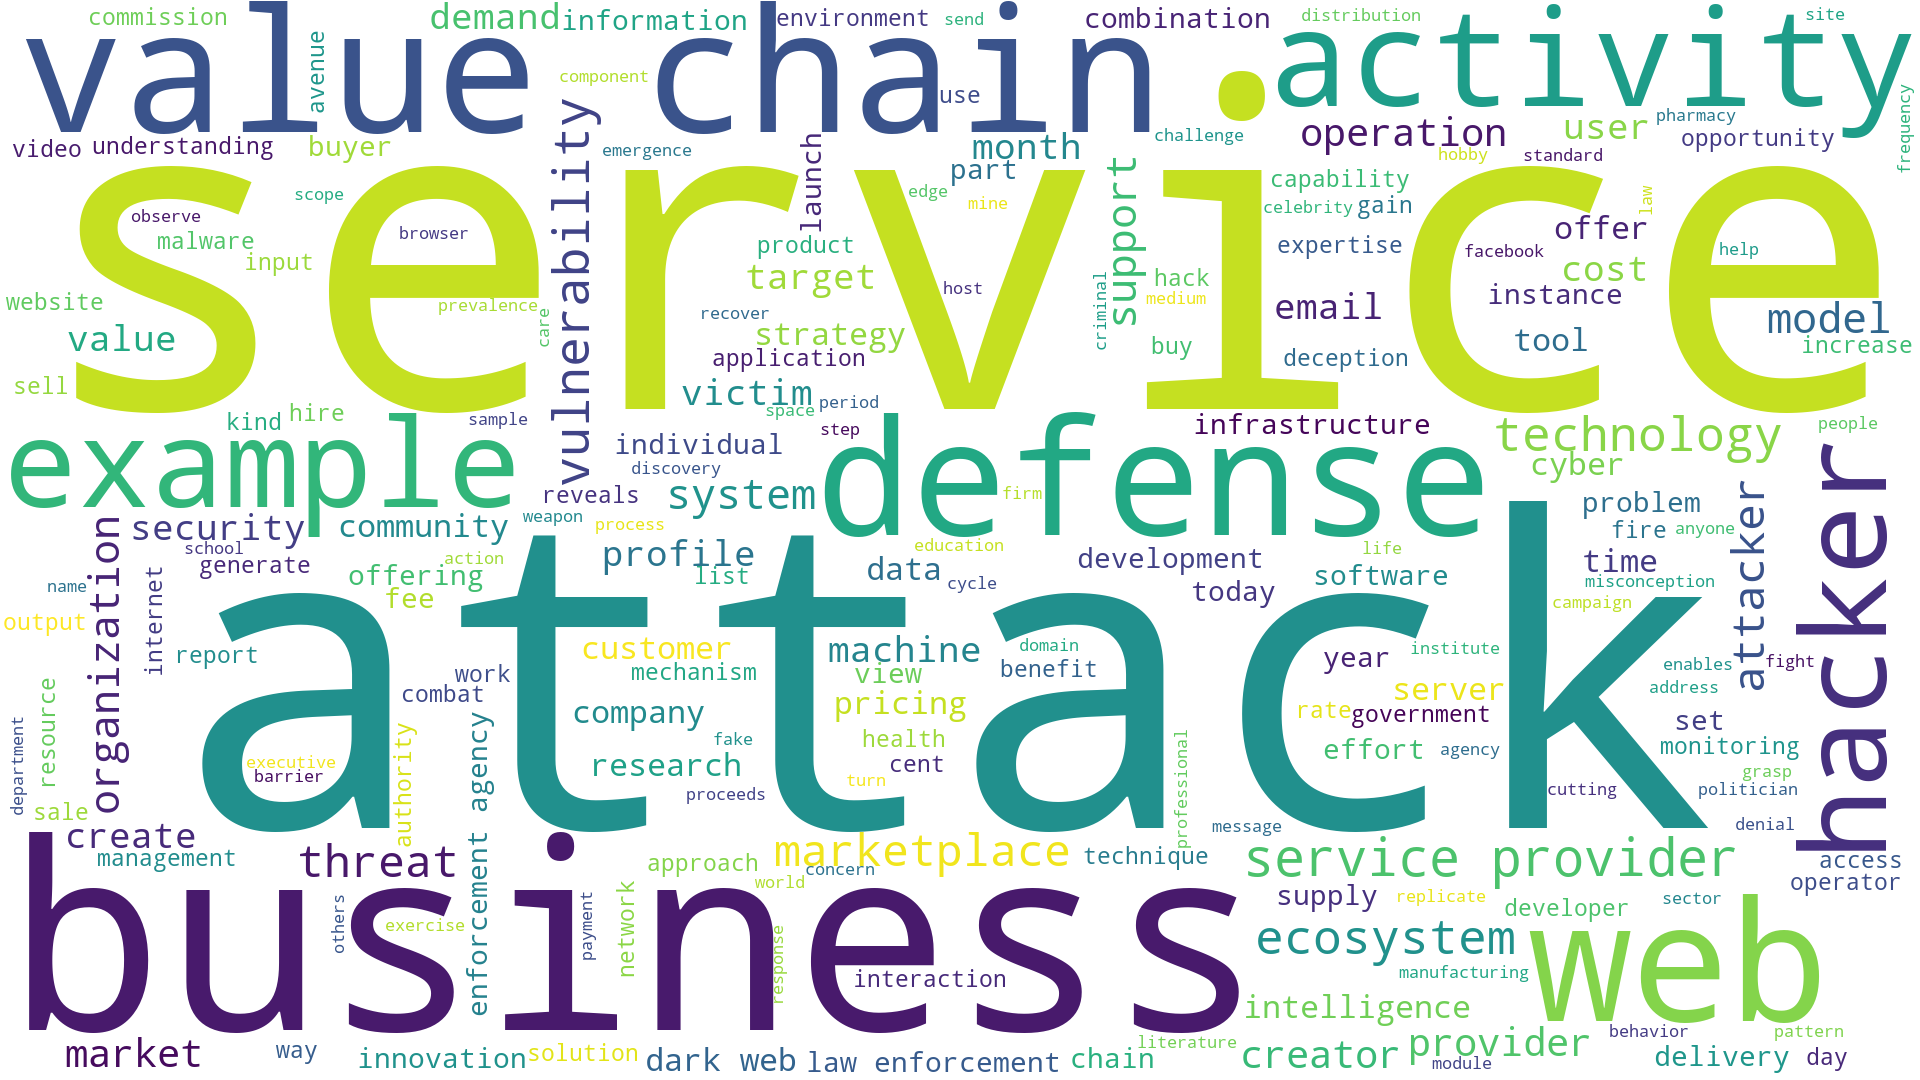 commission
demand
information
environment
send
combination
distribution
site
value chain
activity
avenue
component
use
vulnerability
launch
month
challenge
operation
user
pharmacy
opportunity
frequency
video
understanding
buyer
emergence
part
support
hobby
standard
service
scope
observe
malware
browser
input
edge
mine
capability
celebrity
gain
law
offer
expertise
facebook
help
product
target
hack
cost
website
prevalence
host
medium
email
instance
model
value
care
recover
strategy
criminal
buy
deception
tool
increase
application
sell
victim
space
period
kind
hire
sample
example
individual
step
defense
infrastructure
technology
people
discovery
cyber
hacker
reveals
system
firm
problem
attacker
organization
security
community
weapon
process
fire
anyone
school
generate
action
profile
education
development
life
time
internet
offering
list
data
cycle
today
software
misconception
name
fee
campaign
output
attack
report
customer
machine
domain
year
institute
enables
fight
work
mechanism
view
benefit
address
resource
combat
company
pricing
server
rate
government
set
department
authority
agency
fake
health
effort
agency
monitoring
executive
barrier
research
cent
turn
professional
grasp
sale
proceeds
cutting
politician
create
message
denial
management
threat
enforcement
approach
marketplace
world
concern
technique
service provider
access
operator
business
others
exercise
payment
network
response
interaction
supply
replicate
developer
sector
ecosystem
web
manufacturing
intelligence
market
way
innovation
solution
dark web
law enforcement
chain
literature
creator
provider
behavior
module
delivery
pattern
day